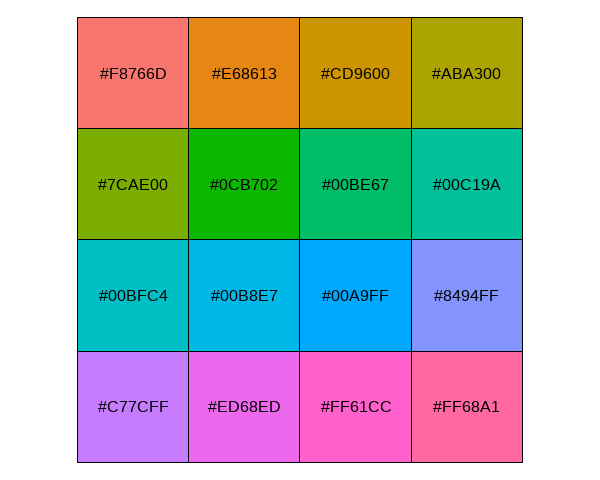 #F8766D #E68613 #CD9600 #ABA300
#7CAE00 #0CB702 #00BE67 #00C19A
#00BFC4 #00B8E7 #00A9FF #8494FF
#C77CFF #ED68ED #FF61CC #FF68A1